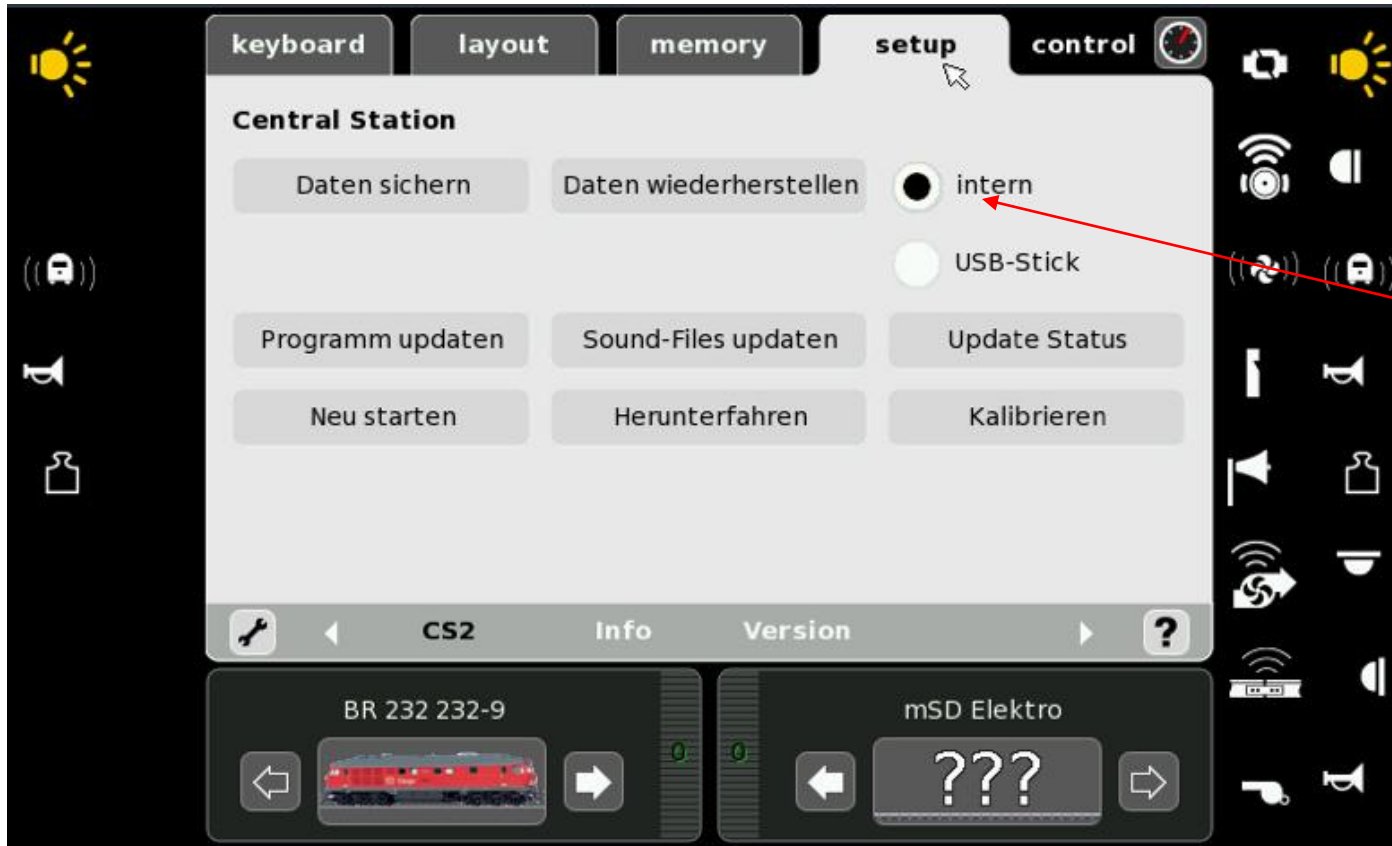 keyboard layout memory setup control
Central Station
Daten sichern Daten wiederherstellen intern
USB-Stick
Programm updaten Sound-Files updaten Update Status
Neu starten Herunterfahren Kalibrieren
CS2 Info Version ?
BR 232 232-9 mSD Elektro
0 0
???